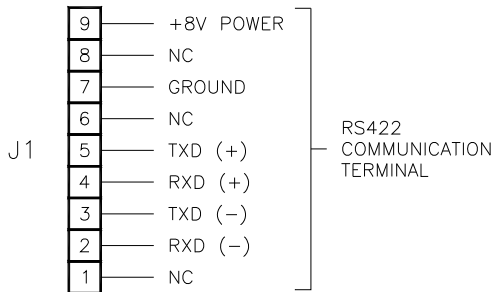 9 +8V POWER
8 NC
7 GROUND
6 NC
J1 5 TXD (+) RS422 COMMUNICATION TERMINAL
4 RXD (+)
3 TXD (−)
2 RXD (−)
1 NC